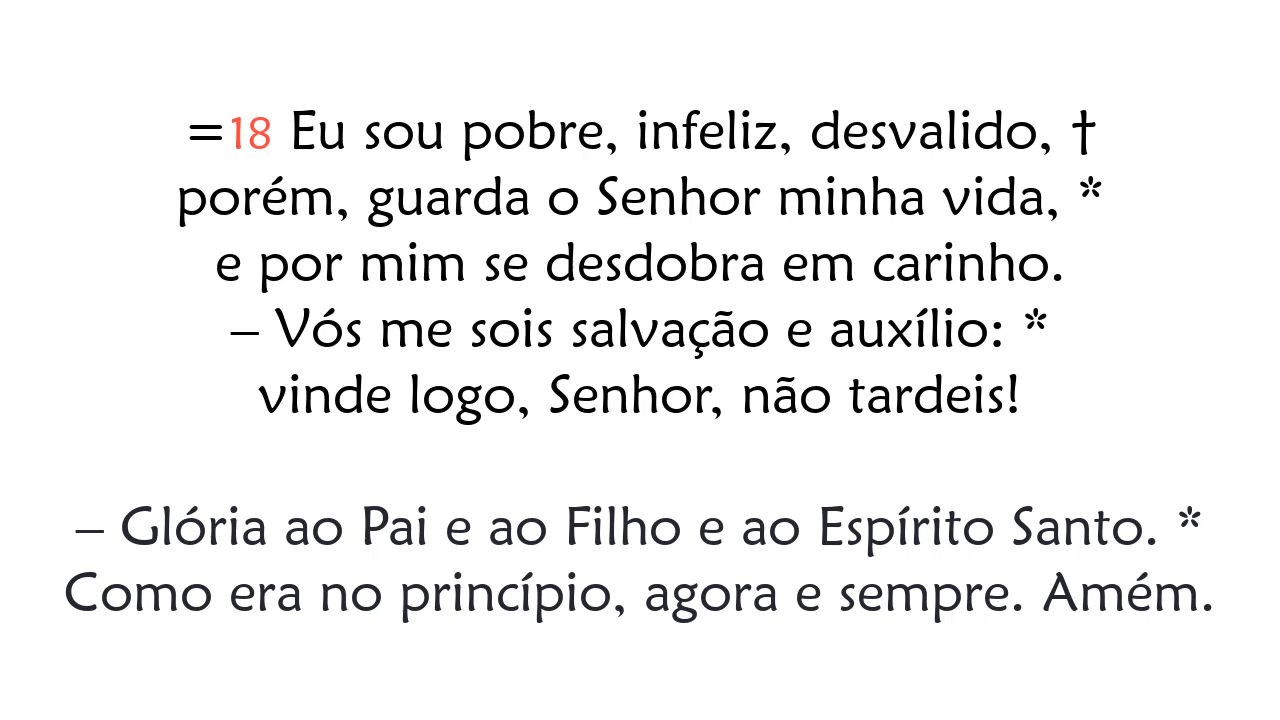 =18 Eu sou pobre, infeliz, desvalido, †
porém, guarda o Senhor minha vida, *
e por mim se desdobra em carinho.
– Vós me sois salvação e auxílio: *
vinde logo, Senhor, não tardeis!
– Glória ao Pai e ao Filho e ao Espírito Santo. *
Como era no princípio, agora e sempre. Amém.